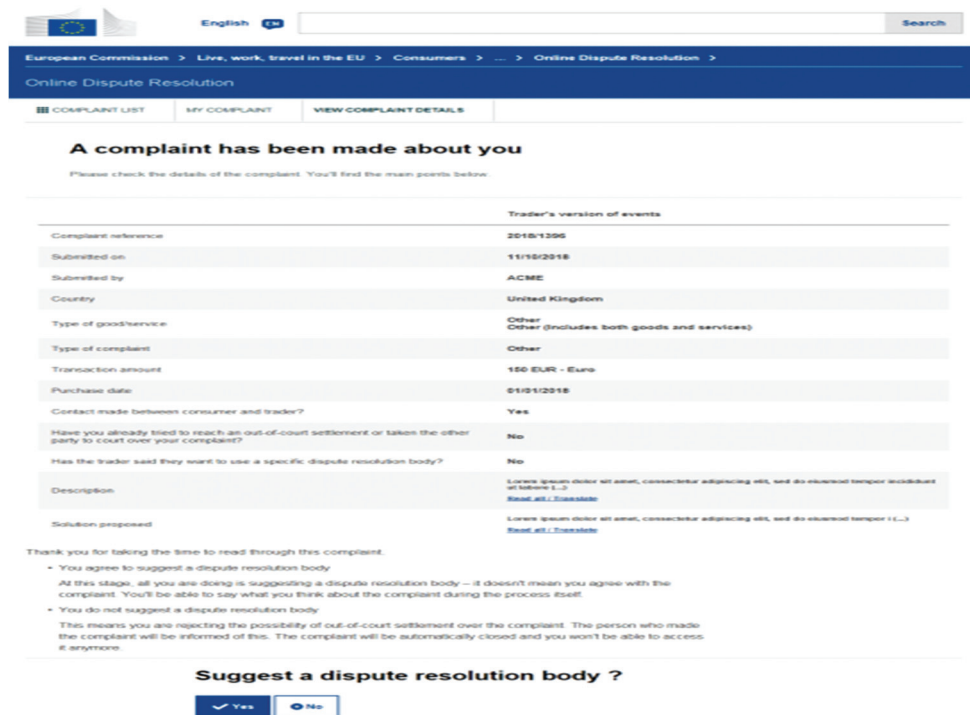 English EN Search
European Commission > Live, work, travel in the EU > Consumers > ... > Online Dispute Resolution >
Online Dispute Resolution
COMPLAINT LIST MY COMPLAINT VIEW COMPLAINT DETAILS
A complaint has been made about you
Please check the details of the complaint. You'll find the main points below.
Trader's version of events
Complaint reference 2018/1396
Submitted on 11/10/2018
Submitted by ACME
Country United Kingdom
Type of good/service Other
Other (Includes both goods and services)
Type of complaint Other
Transaction amount 150 EUR - Euro
Purchase date 01/01/2018
Contact made between consumer and trader? Yes
Have you already tried to reach an out-of-court settlement or taken the other
party to court over your complaint? No
Has the trader said they want to use a specific dispute resolution body? No
Description Lorem ipsum dolor sit amet, consectetur adipiscing elit, sed do eiusmod tempor incididunt
ut labore (...)
Read all / Translate
Solution proposed Lorem ipsum dolor sit amet, consectetur adipiscing elit, sed do eiusmod tempor i (...)
Read all / Translate
Thank you for taking the time to read through this complaint.
• You agree to suggest a dispute resolution body
At this stage, all you are doing is suggesting a dispute resolution body – it doesn't mean you agree with the
complaint. You'll be able to say what you think about the complaint during the process itself.
• You do not suggest a dispute resolution body
This means you are rejecting the possibility of out-of-court settlement over the complaint. The person who made
the complaint will be informed of this. The complaint will be automatically closed and you won't be able to access
it anymore.
Suggest a dispute resolution body ?
Yes No